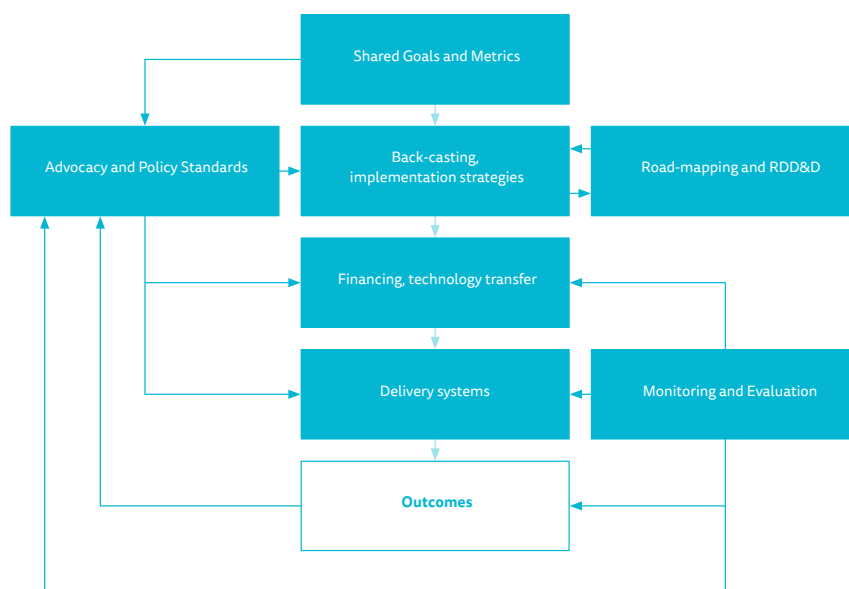 Shared Goals and Metrics
Advocacy and Policy Standards
Back-casting,
implementation strategies
Road-mapping and RDD&D
Financing, technology transfer
Delivery systems
Monitoring and Evaluation
Outcomes